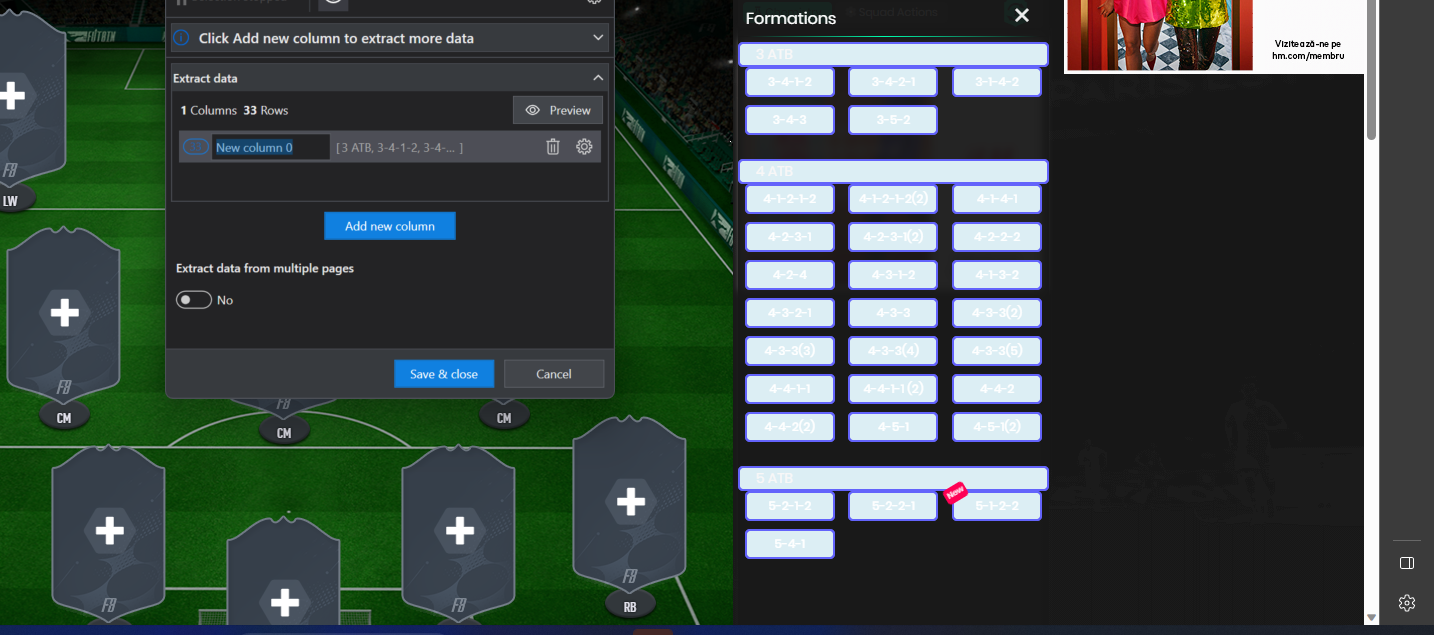 Click Add new column to extract more data
Extract data
1 Columns 33 Rows
Preview
New column 0
[ 3 ATB, 3-4-1-2, 3-4-... ]
Add new column
Extract data from multiple pages
No
Save & close
Cancel
LW
F8
CM
F8
CM
F8
CM
F8
F8
F8
RB
Formations
Squad Actions
3 ATB
3-4-1-2
3-4-2-1
3-1-4-2
3-4-3
3-5-2
4 ATB
4-1-2-1-2
4-1-2-1-2(2)
4-1-4-1
4-2-3-1
4-2-3-1(2)
4-2-2-2
4-2-4
4-3-1-2
4-1-3-2
4-3-2-1
4-3-3
4-3-3(2)
4-3-3(3)
4-3-3(4)
4-3-3(5)
4-4-1-1
4-4-1-1 (2)
4-4-2
4-4-2(2)
4-5-1
4-5-1(2)
5 ATB
New
5-2-1-2
5-2-2-1
5-1-2-2
5-4-1
Vizitează-ne pe
hm.com/membru